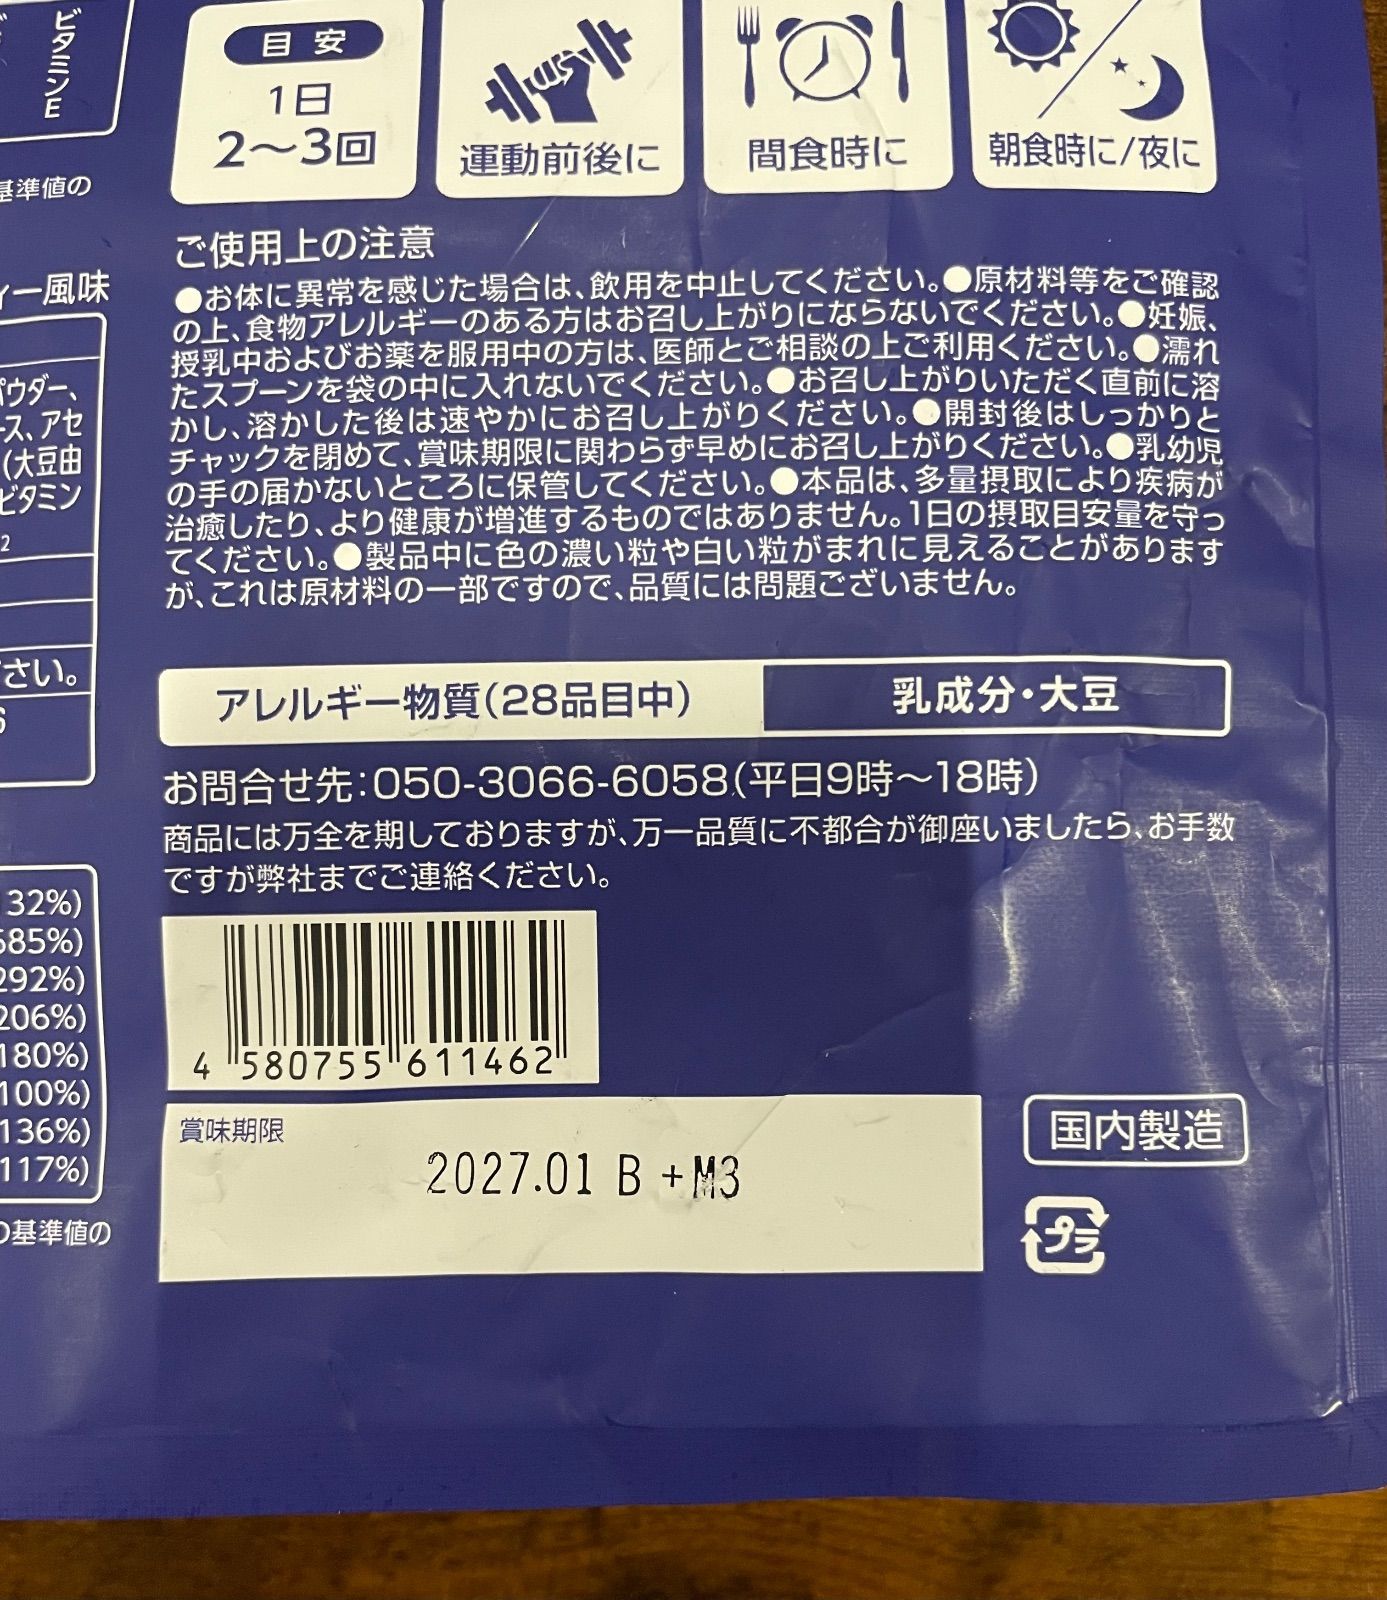 ビタミンE
目安
1日
2〜3回
運動前後に
間食時に
朝食時に/夜に
基準値の
ィー風味
パウダー、
ース、アセ
(大豆由
ビタミン
2
さい。
6
32%)
585%)
292%)
206%)
180%)
100%)
136%)
117%)
の基準値の
ご使用上の注意
●お体に異常を感じた場合は、飲用を中止してください。●原材料等をご確認
の上、食物アレルギーのある方はお召し上がりにならないでください。●妊娠、
授乳中およびお薬を服用中の方は、医師とご相談の上ご利用ください。●濡れ
たスプーンを袋の中に入れないでください。●お召し上がりいただく直前に溶
かし、溶かした後は速やかにお召し上がりください。●開封後はしっかりと
チャックを閉めて、賞味期限に関わらず早めにお召し上がりください。●乳幼児
の手の届かないところに保管してください。●本品は、多量摂取により疾病が
治癒したり、より健康が増進するものではありません。1日の摂取目安量を守っ
てください。●製品中に色の濃い粒や白い粒がまれに見えることがあります
が、これは原材料の一部ですので、品質には問題ございません。
アレルギー物質(28品目中)
乳成分・大豆
お問合せ先:050-3066-6058(平日9時〜18時)
商品には万全を期しておりますが、万一品質に不都合が御座いましたら、お手数
ですが弊社までご連絡ください。
4 580755 611462
賞味期限
2027.01 B +M3
国内製造
プラ